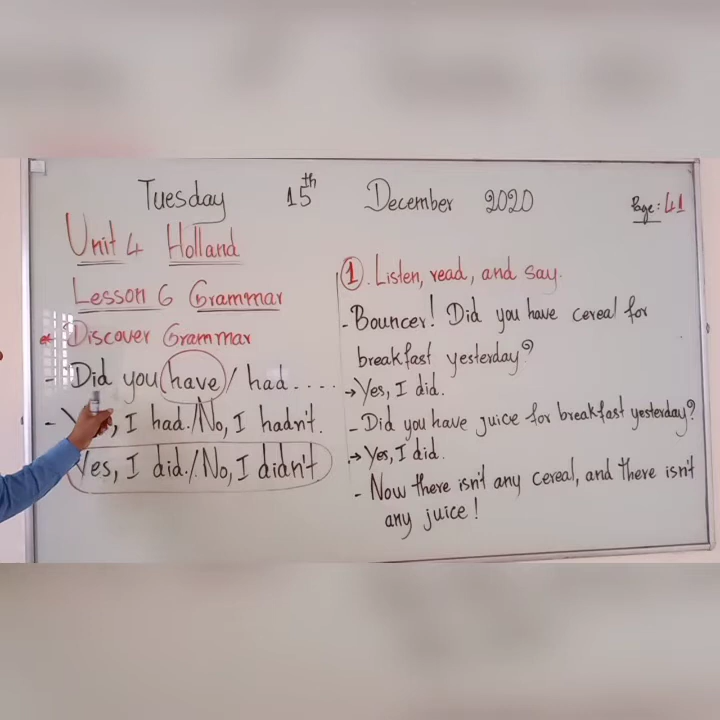 Tuesday 15th December 2020
Page: 41
Unit 4 Holland
Lesson 6 Grammar
* Discover Grammar
- Did you have / had....
- Yes, I had. / No, I hadn't.
Yes, I did. / No, I didn't
1. Listen, read, and say.
- Bouncer! Did you have cereal for
breakfast yesterday?
→ Yes, I did.
- Did you have juice for breakfast yesterday?
→ Yes, I did.
- Now there isn't any cereal, and there isn't
any juice!